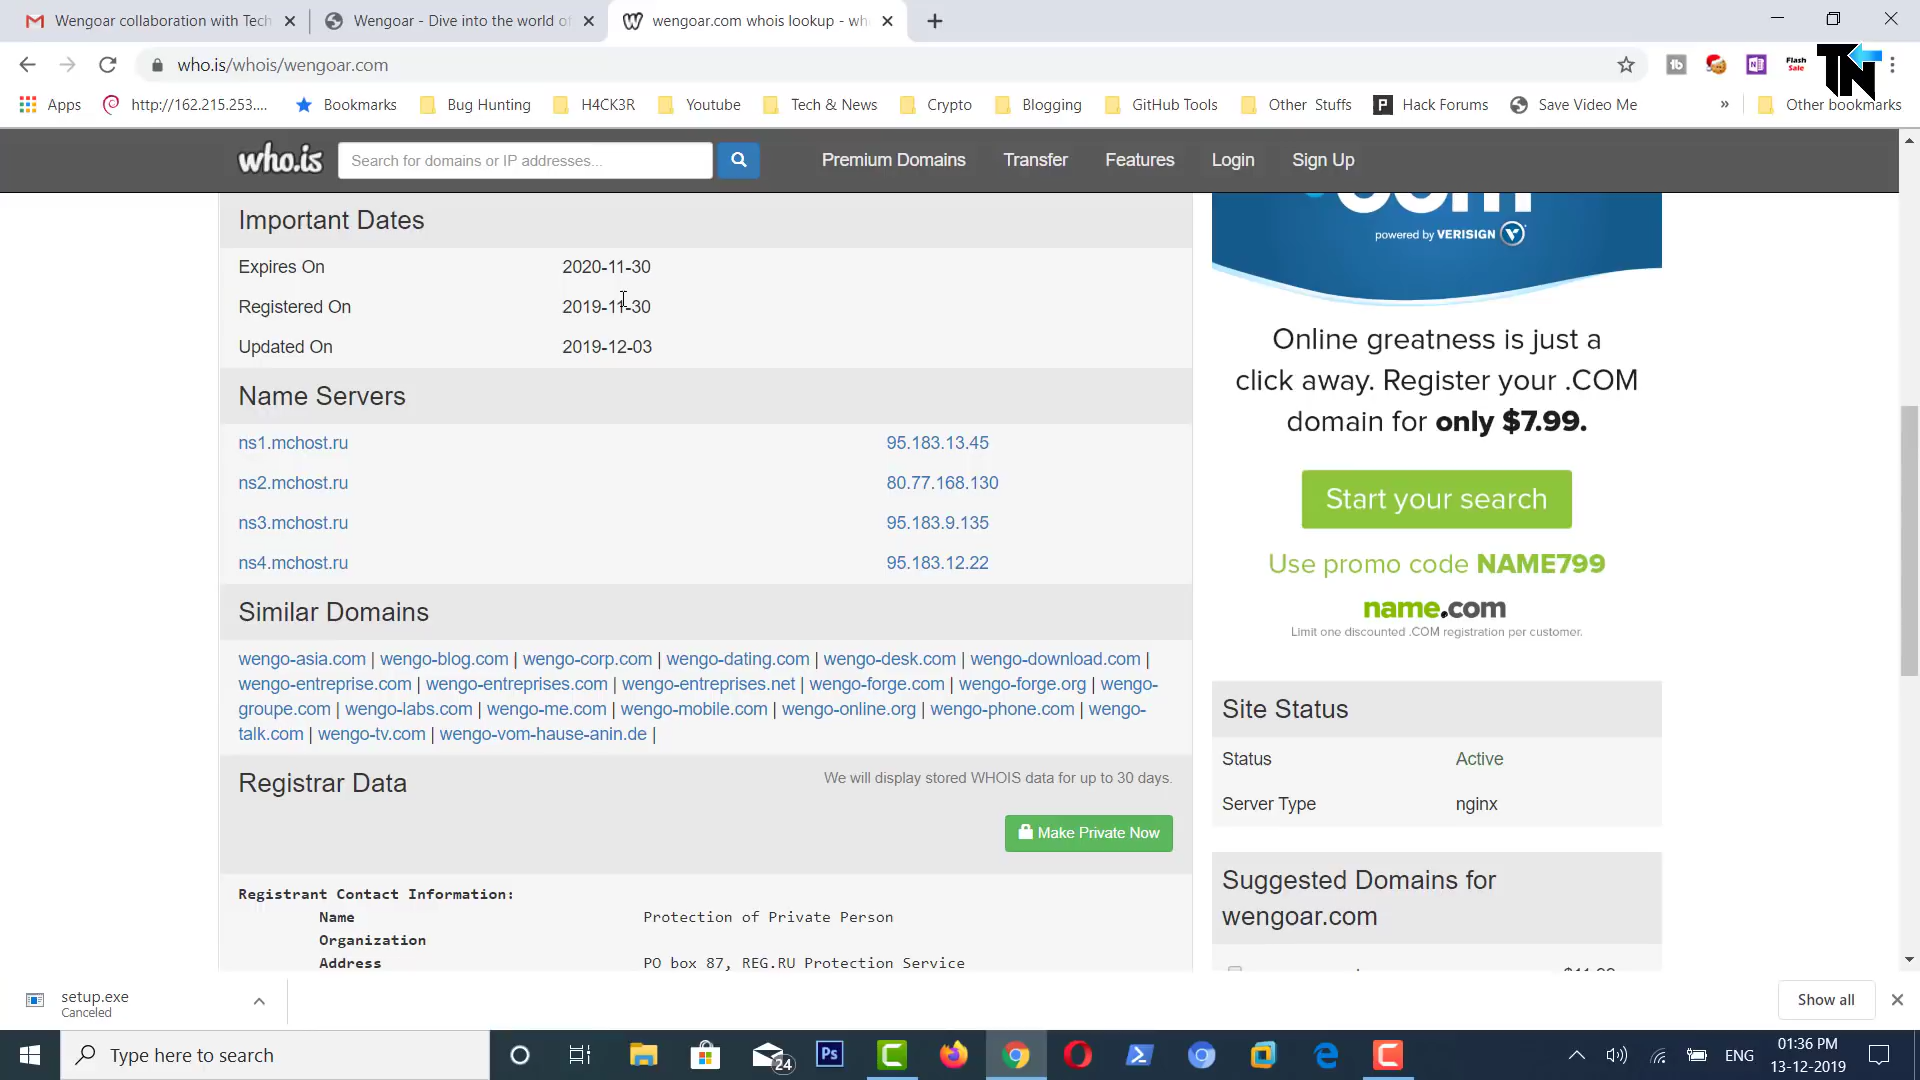 Wengoar collaboration with Tech
Wengoar - Dive into the world of
wengoar.com whois lookup - wh
who.is/whois/wengoar.com
tb
N
Flash
Sale
TN
Apps
http://162.215.253....
Bookmarks
Bug Hunting
H4CK3R
Youtube
Tech & News
Crypto
Blogging
GitHub Tools
Other Stuffs
P
Hack Forums
Save Video Me
»
Other bookmarks
who.is
Search for domains or IP addresses...
Premium Domains
Transfer
Features
Login
Sign Up
Important Dates
Expires On 2020-11-30
Registered On 2019-11-30
Updated On 2019-12-03
Name Servers
ns1.mchost.ru 95.183.13.45
ns2.mchost.ru 80.77.168.130
ns3.mchost.ru 95.183.9.135
ns4.mchost.ru 95.183.12.22
Similar Domains
wengo-asia.com | wengo-blog.com | wengo-corp.com | wengo-dating.com | wengo-desk.com | wengo-download.com |
wengo-entreprise.com | wengo-entreprises.com | wengo-entreprises.net | wengo-forge.com | wengo-forge.org | wengo-
groupe.com | wengo-labs.com | wengo-me.com | wengo-mobile.com | wengo-online.org | wengo-phone.com | wengo-
talk.com | wengo-tv.com | wengo-vom-hause-anin.de |
Registrar Data
We will display stored WHOIS data for up to 30 days.
Make Private Now
Registrant Contact Information:
Name Protection of Private Person
Organization
Address PO box 87, REG.RU Protection Service
powered by VERISIGN
Online greatness is just a
click away. Register your .COM
domain for only $7.99.
Start your search
Use promo code NAME799
name.com
Limit one discounted .COM registration per customer.
Site Status
Status Active
Server Type nginx
Suggested Domains for
wengoar.com
setup.exe
Canceled
Show all
Type here to search
24
Ps
ENG
01:36 PM
13-12-2019